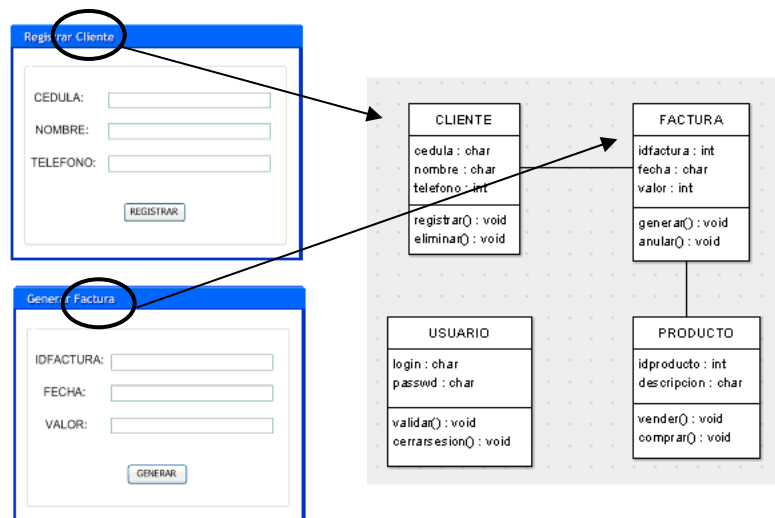 Registrar Cliente
CEDULA:
NOMBRE:
TELEFONO:
REGISTRAR
Generar Factura
IDFACTURA:
FECHA:
VALOR:
GENERAR
CLIENTE
cedula : char
nombre : char
telefono : int
registrar() : void
eliminar() : void
FACTURA
idfactura : int
fecha : char
valor : int
generar() : void
anular() : void
USUARIO
login : char
passwd : char
validar() : void
cerrarsesion() : void
PRODUCTO
idproducto : int
descripcion : char
vender() : void
comprar() : void